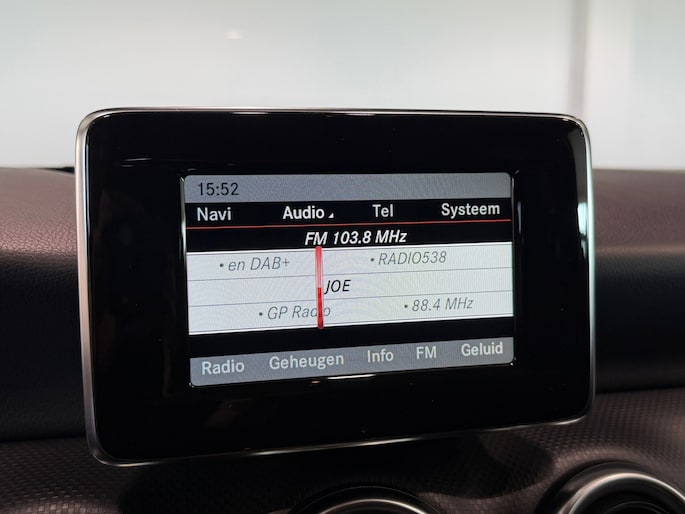 15:52
Navi Audio Tel Systeem
FM 103.8 MHz
• en DAB+ • RADIO538
JOE
• GP Radio • 88.4 MHz
Radio Geheugen Info FM Geluid